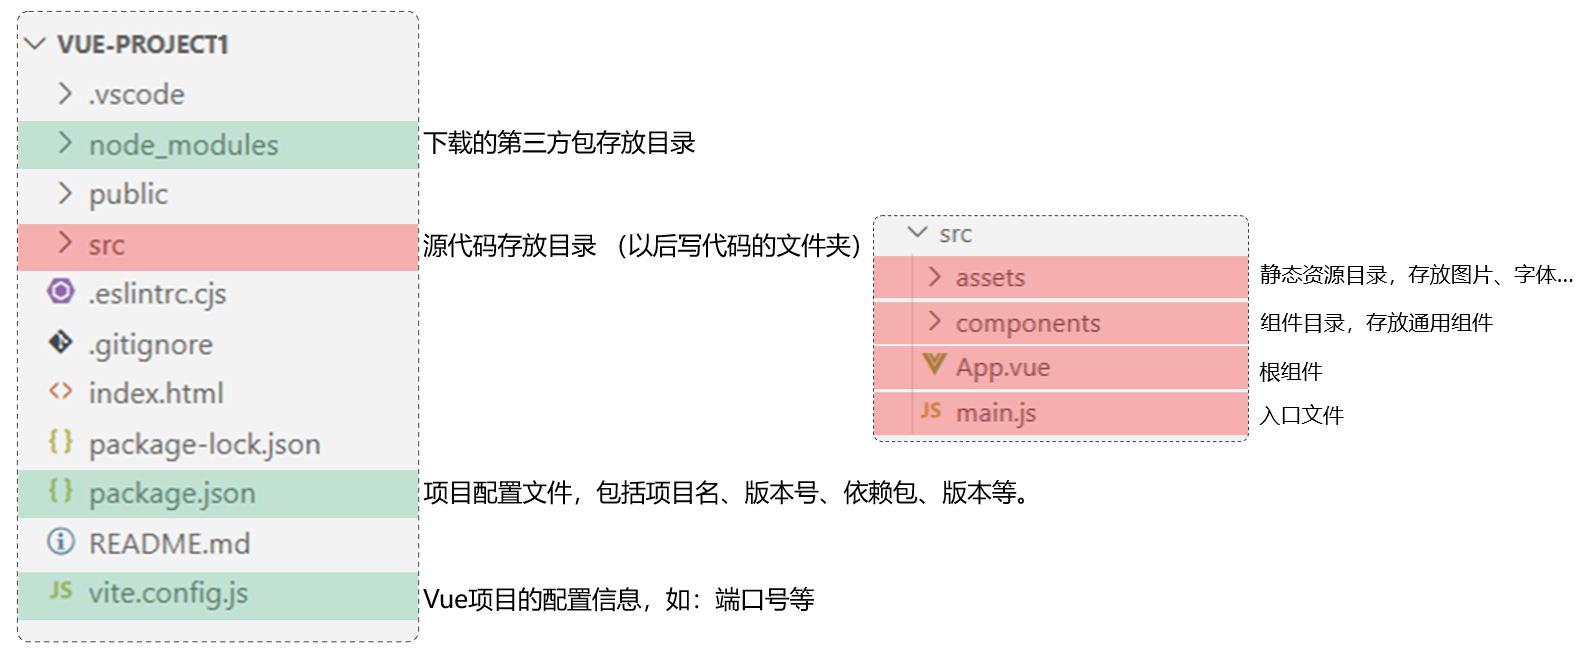 VUE-PROJECT1
.vscode
node_modules
下载的第三方包存放目录
public
src
源代码存放目录 （以后写代码的文件夹）
.eslintrc.cjs
.gitignore
index.html
package-lock.json
package.json
项目配置文件，包括项目名、版本号、依赖包、版本等。
README.md
JS vite.config.js
Vue项目的配置信息，如：端口号等
src
assets
静态资源目录，存放图片、字体...
components
组件目录，存放通用组件
App.vue
根组件
JS main.js
入口文件